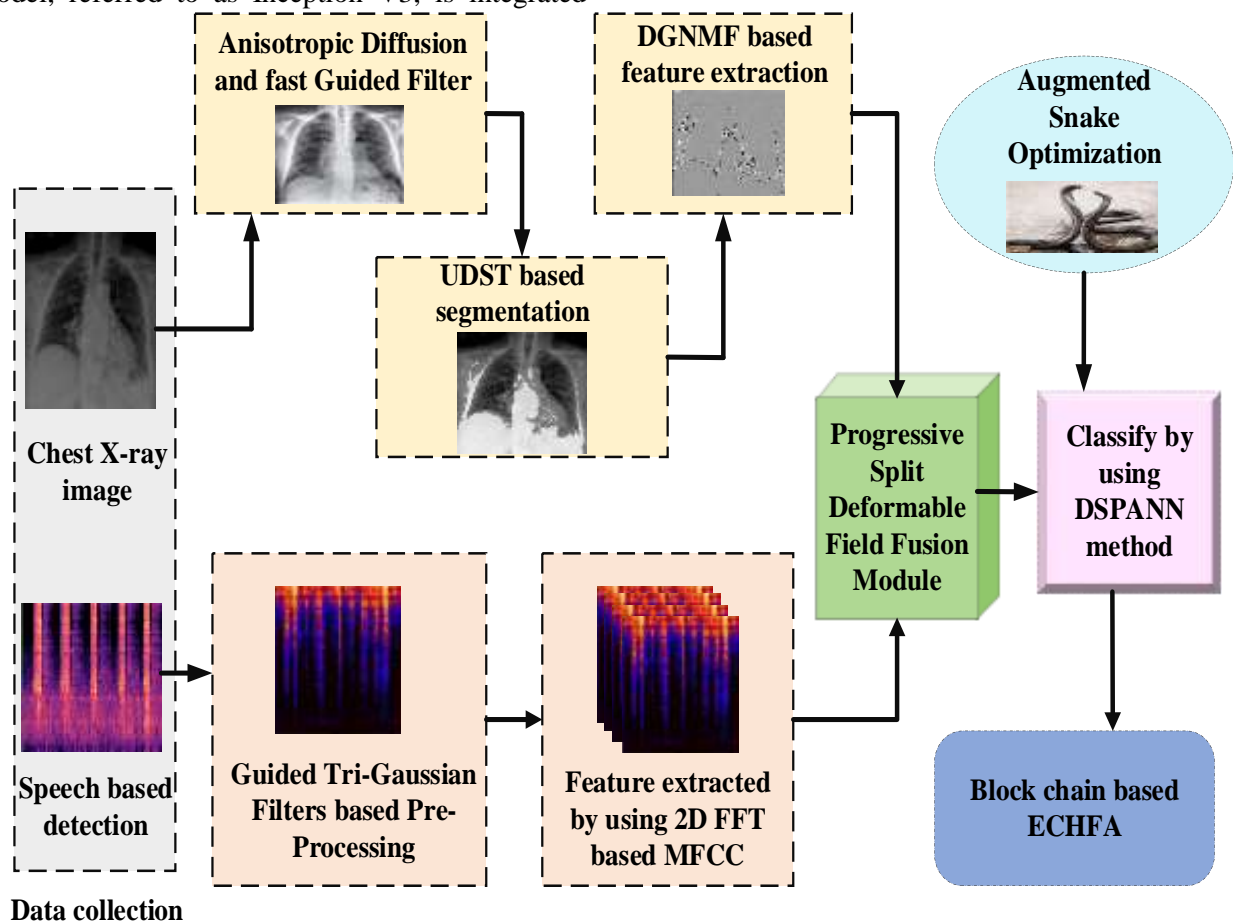 odel, referred to as Inception V3, is integrated
Anisotropic Diffusion
and fast Guided Filter
DGNMF based
feature extraction
Augmented
Snake
Optimization
UDST based
segmentation
Chest X-ray
image
Progressive
Split
Deformable
Field Fusion
Module
Classify by
using
DSPANN
method
Speech based
detection
Guided Tri-Gaussian
Filters based Pre-
Processing
Feature extracted
by using 2D FFT
based MFCC
Block chain based
ECHFA
Data collection